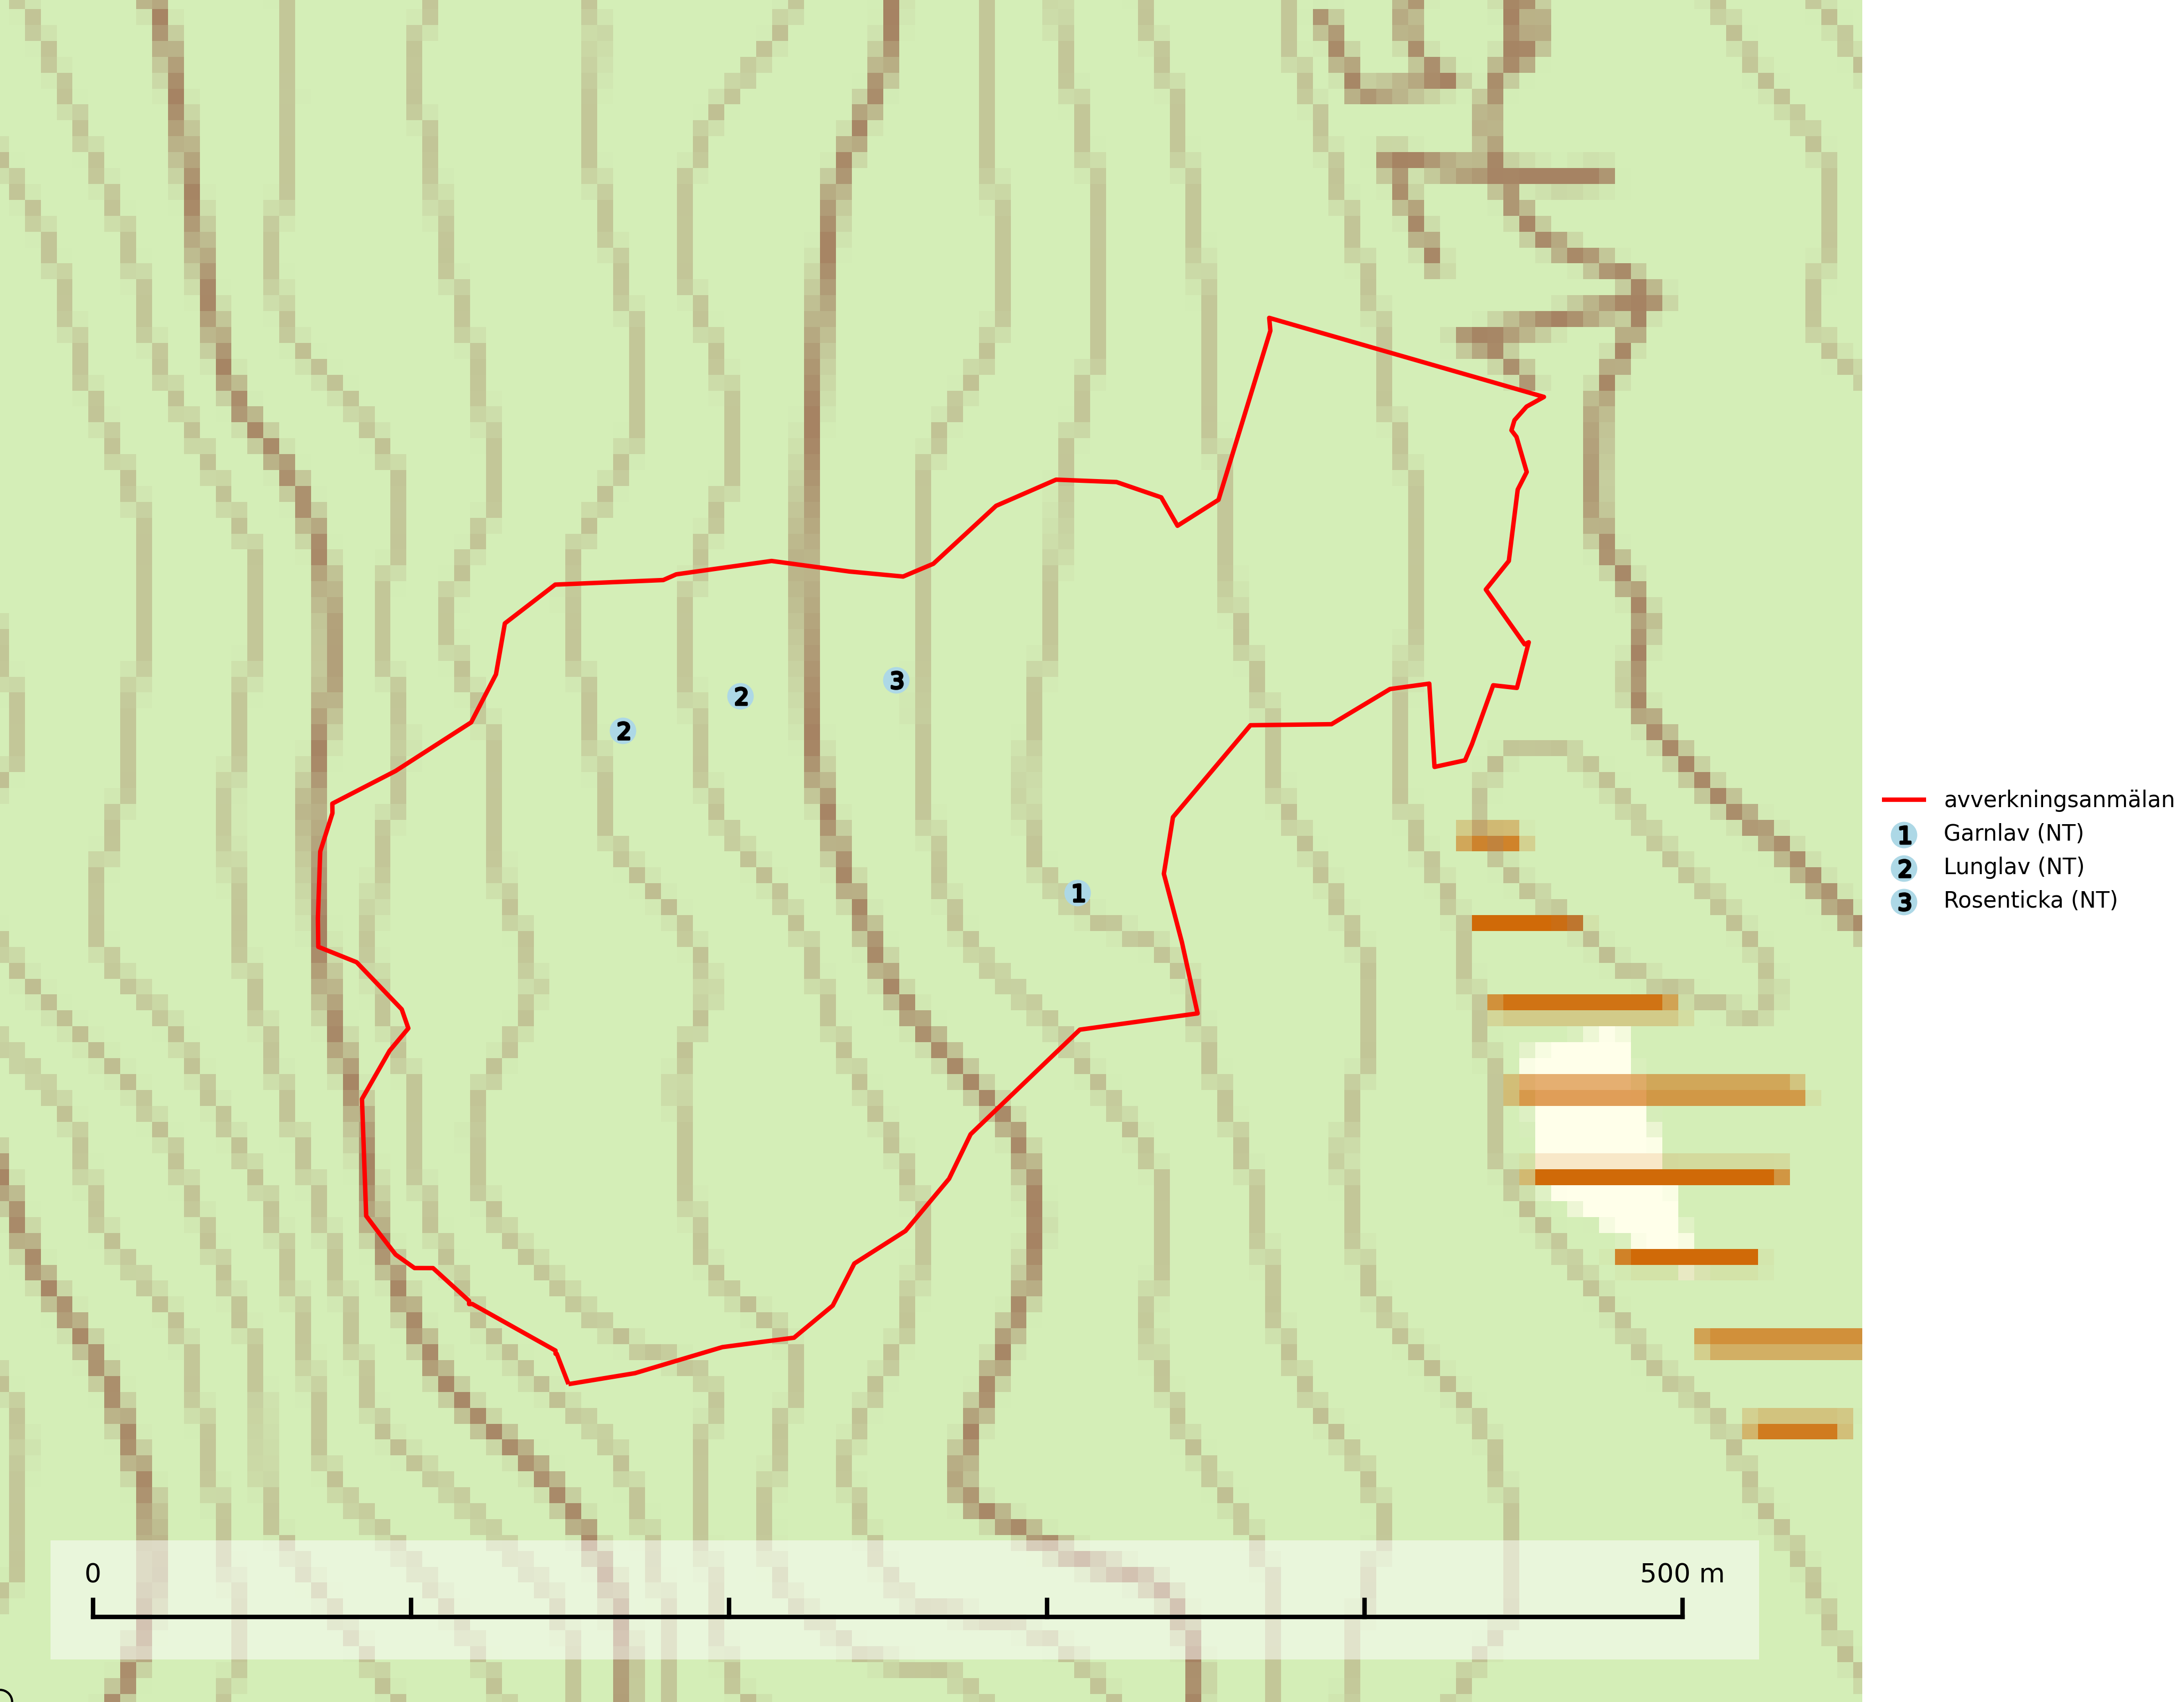 3
2
2
1
avverkningsanmälan
1 Garnlav (NT)
2 Lunglav (NT)
3 Rosenticka (NT)
0 500 m